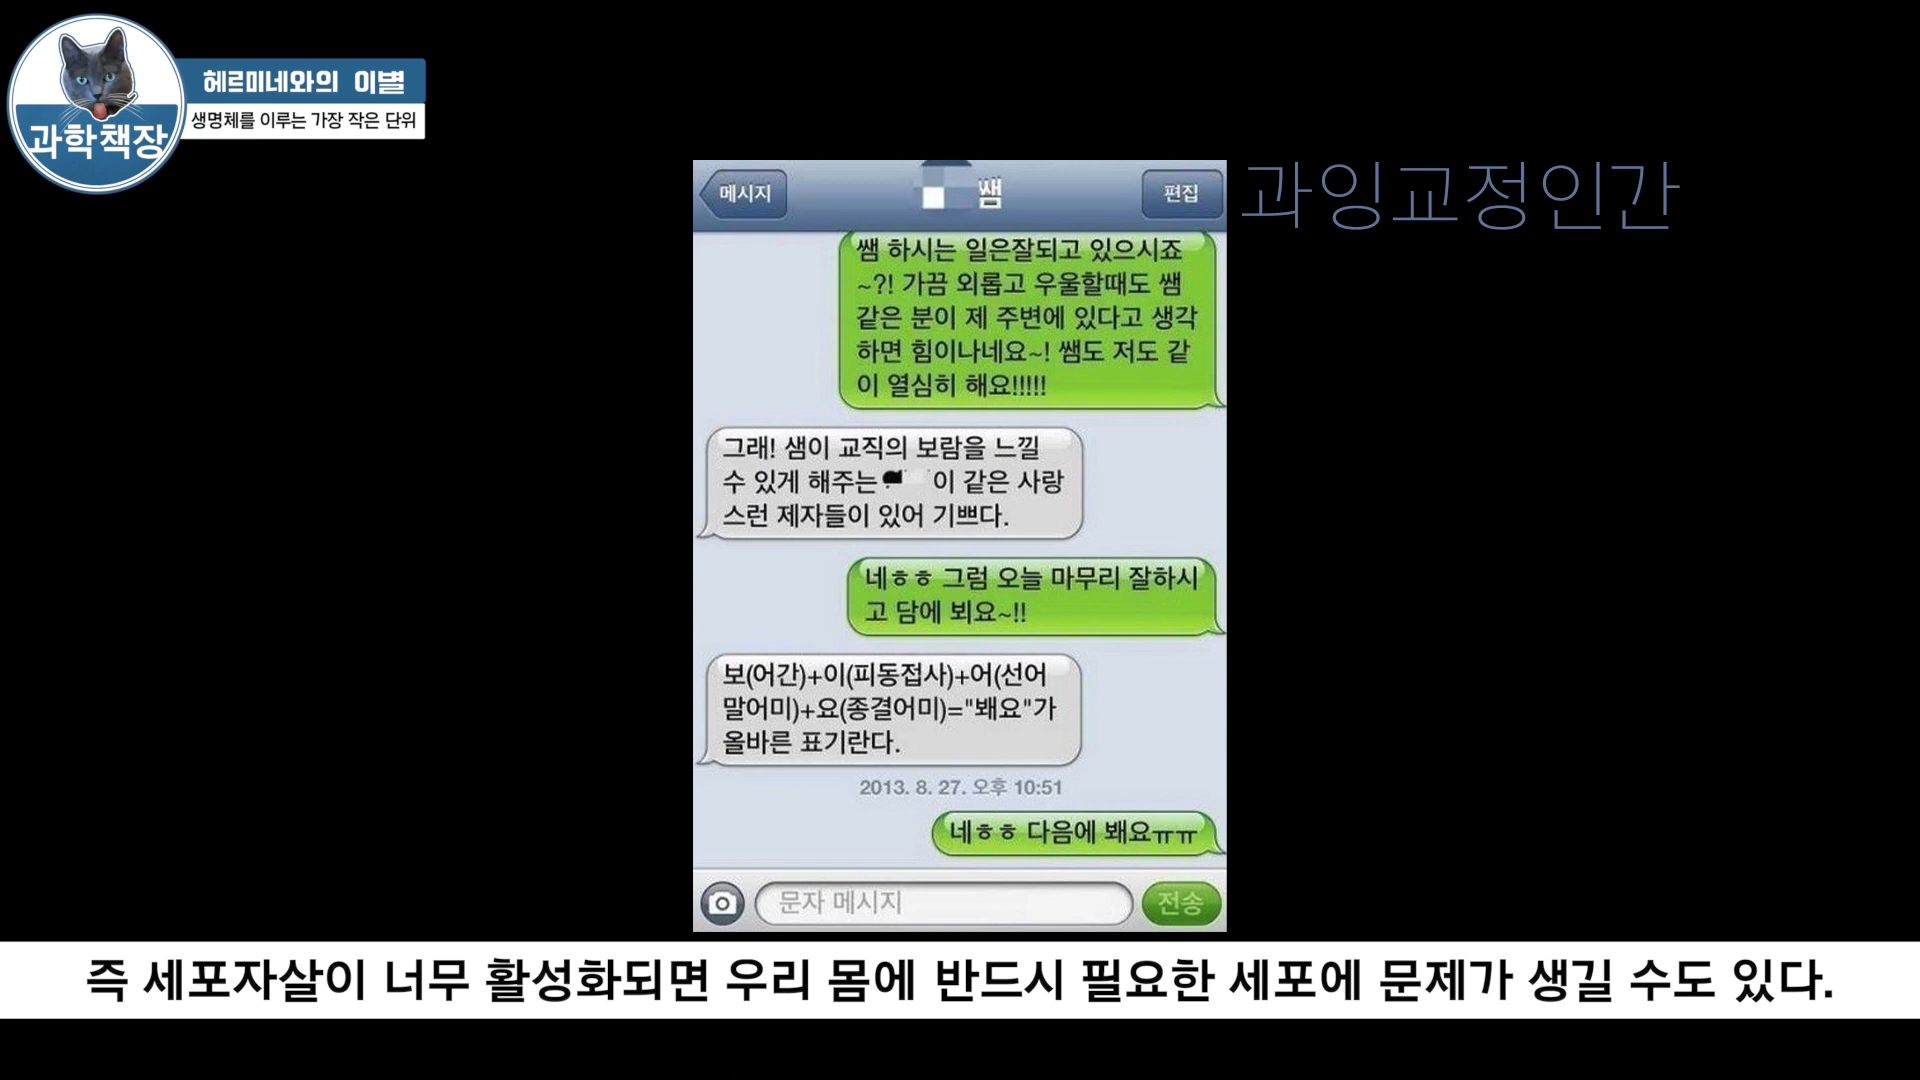 헤르미네와의 이별
생명체를 이루는 가장 작은 단위
과학책장
메시지
쌤
편집
과잉교정인간
쌤 하시는 일은잘되고 있으시죠
~?! 가끔 외롭고 우울할때도 쌤
같은 분이 제 주변에 있다고 생각
하면 힘이나네요~! 쌤도 저도 같
이 열심히 해요!!!!!
그래! 샘이 교직의 보람을 느낄
수 있게 해주는 이 같은 사랑
스런 제자들이 있어 기쁘다.
네ㅎㅎ 그럼 오늘 마무리 잘하시
고 담에 뵈요~!!
보(어간)+이(피동접사)+어(선어
말어미)+요(종결어미)="봬요"가
올바른 표기란다.
2013. 8. 27. 오후 10:51
네ㅎㅎ 다음에 봬요ㅠㅠ
문자 메시지
전송
즉 세포자살이 너무 활성화되면 우리 몸에 반드시 필요한 세포에 문제가 생길 수도 있다.